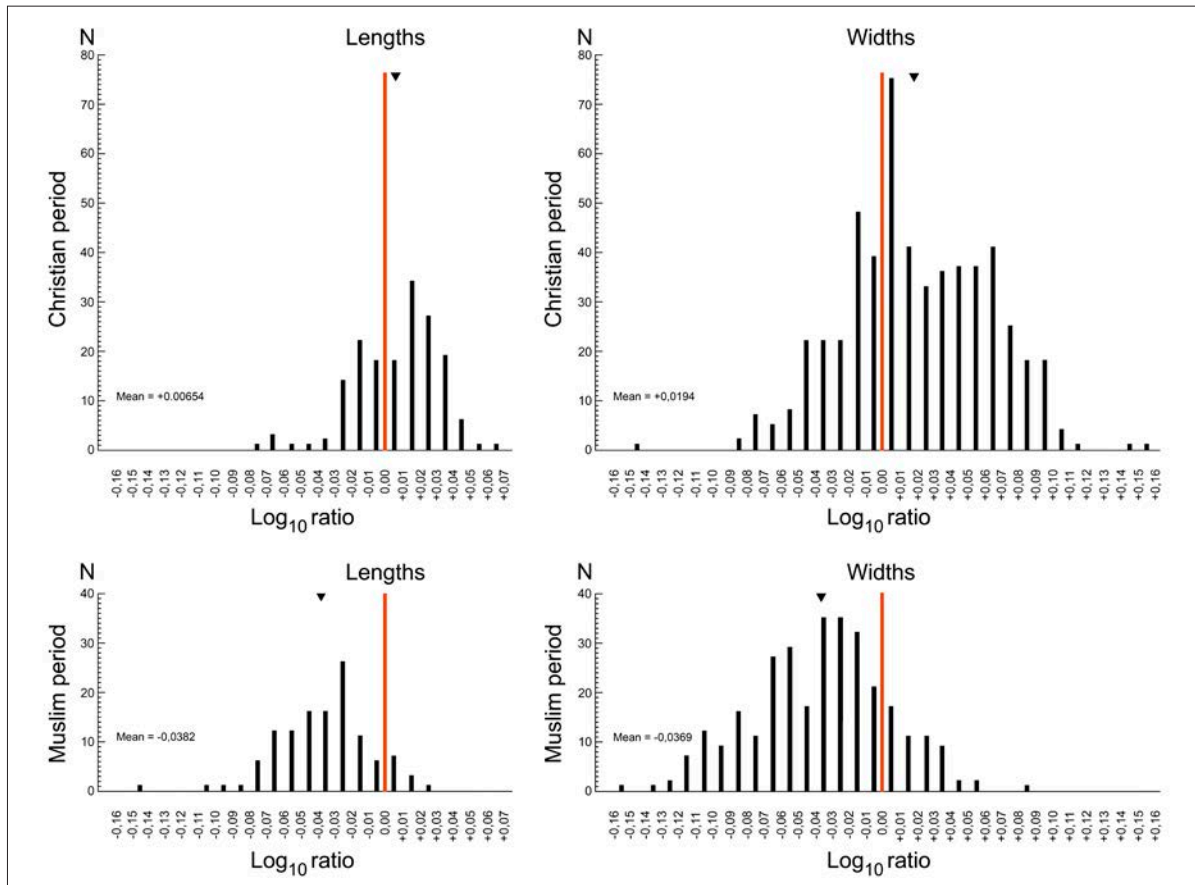 N
Lengths
80
70
60
50
40
30
20
10
0
Christian period
Mean = +0.00654
-0,16 -0,15 -0,14 -0,13 -0,12 -0,11 -0,10 -0,09 -0,08 -0,07 -0,06 -0,05 -0,04 -0,03 -0,02 -0,01 0,00 +0,01 +0,02 +0,03 +0,04 +0,05 +0,06 +0,07
Log10 ratio
N
Widths
80
70
60
50
40
30
20
10
0
Christian period
Mean = +0,0194
-0,16 -0,15 -0,14 -0,13 -0,12 -0,11 -0,10 -0,09 -0,08 -0,07 -0,06 -0,05 -0,04 -0,03 -0,02 -0,01 0,00 +0,01 +0,02 +0,03 +0,04 +0,05 +0,06 +0,07 +0,08 +0,09 +0,10 +0,11 +0,12 +0,13 +0,14 +0,15 +0,16
Log10 ratio
N
Lengths
40
30
20
10
0
Muslim period
Mean = -0,0382
-0,16 -0,15 -0,14 -0,13 -0,12 -0,11 -0,10 -0,09 -0,08 -0,07 -0,06 -0,05 -0,04 -0,03 -0,02 -0,01 0,00 +0,01 +0,02 +0,03 +0,04 +0,05 +0,06 +0,07
Log10 ratio
N
Widths
40
30
20
10
0
Muslim period
Mean = -0,0369
-0,16 -0,15 -0,14 -0,13 -0,12 -0,11 -0,10 -0,09 -0,08 -0,07 -0,06 -0,05 -0,04 -0,03 -0,02 -0,01 0,00 +0,01 +0,02 +0,03 +0,04 +0,05 +0,06 +0,07 +0,08 +0,09 +0,10 +0,11 +0,12 +0,13 +0,14 +0,15 +0,16
Log10 ratio